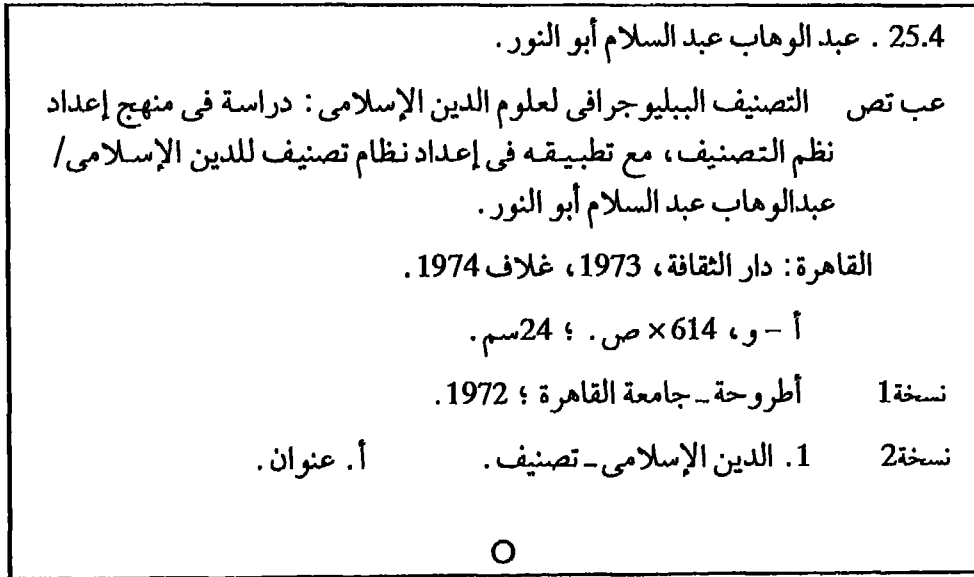 25.4 . عبد الوهاب عبد السلام أبو النور .
عب تص التصنيف الببليوجرافى لعلوم الدين الإسلامى : دراسة فى منهج إعداد
نظم التصنيف، مع تطبيقه فى إعداد نظام تصنيف للدين الإسلامى/
عبدالوهاب عبد السلام أبو النور .
القاهرة : دار الثقافة، 1973، غلاف 1974 .
أ – و، 614× ص . ؛ 24سم .
نسخة1 أطروحة ـ جامعة القاهرة ؛ 1972 .
نسخة2 1. الدين الإسلامى ـ تصنيف . أ . عنوان .